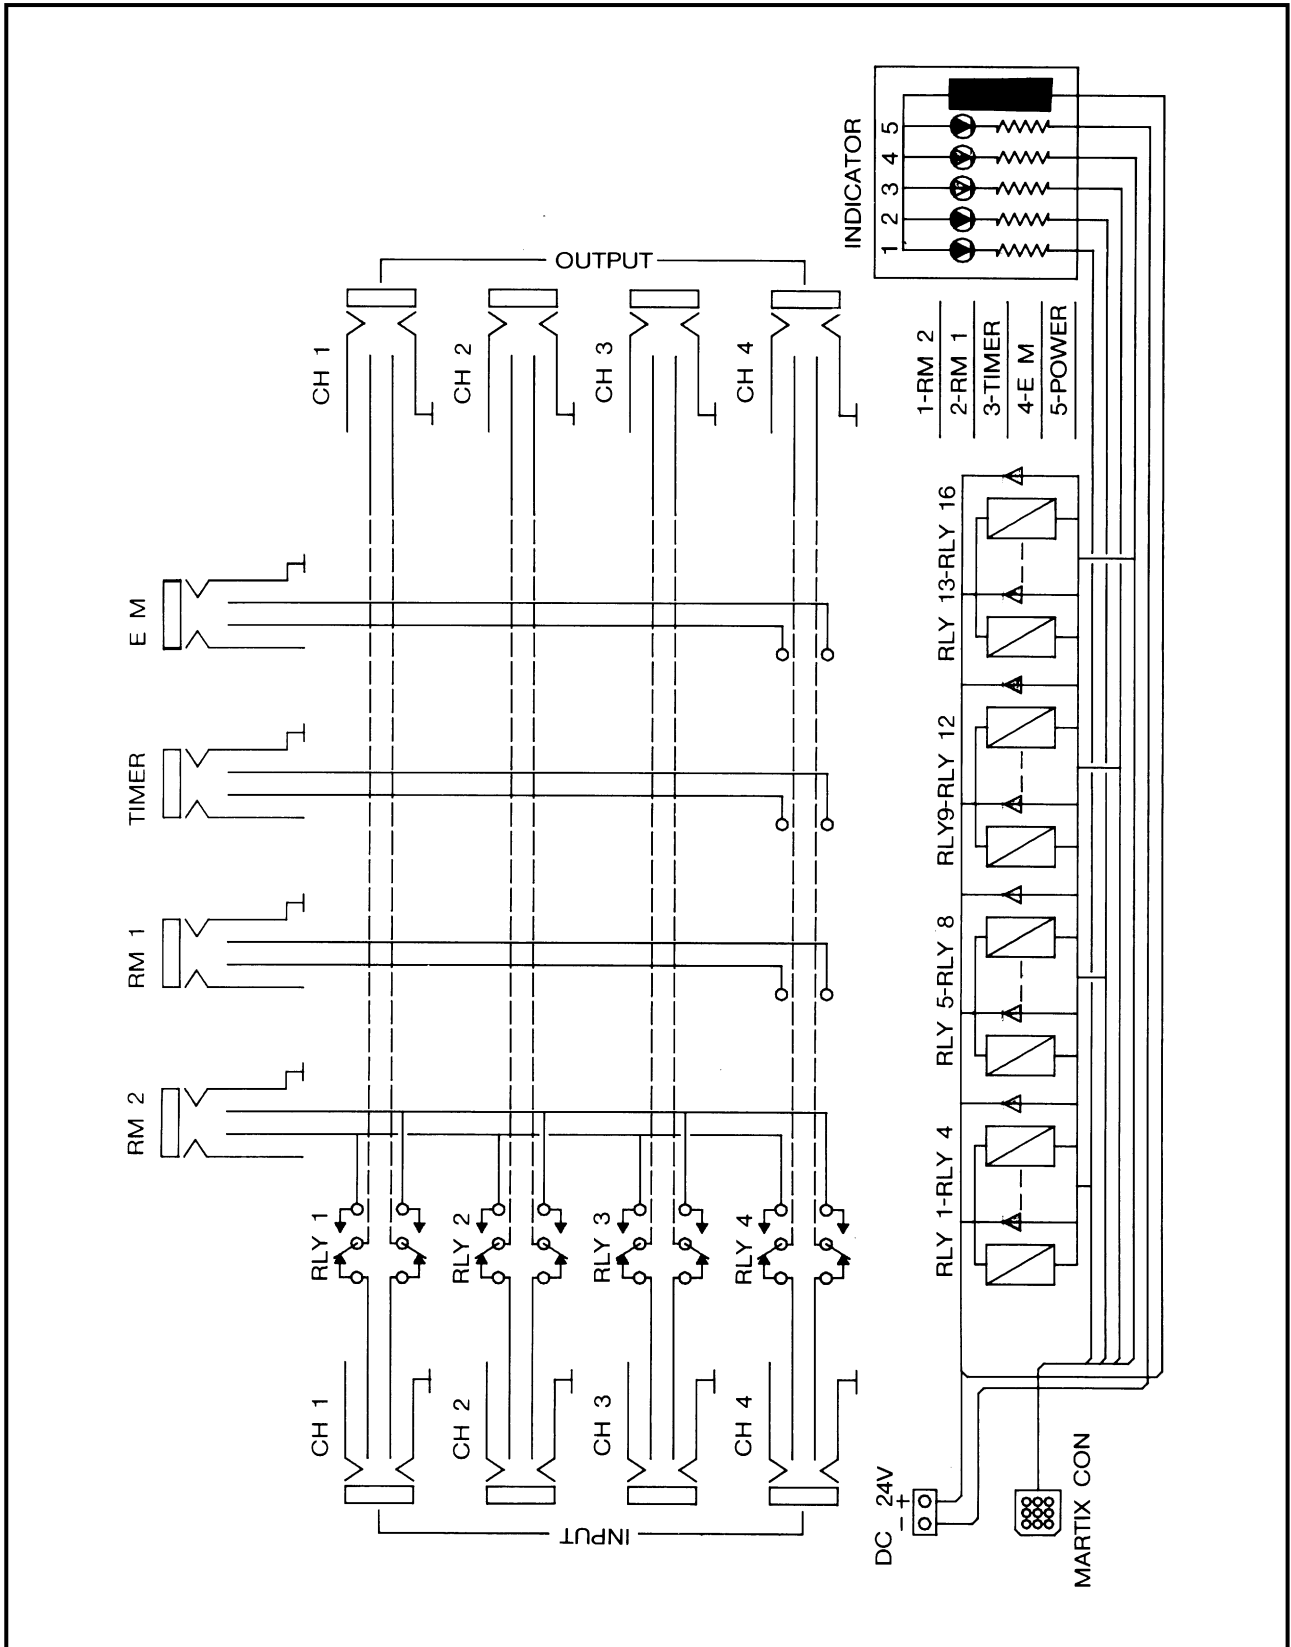 INDICATOR
1 2 3 4 5
OUTPUT
CH 1
CH 2
CH 3
CH 4
1-RM 2
2-RM 1
3-TIMER
4-E M
5-POWER
E M
TIMER
RM 1
RM 2
RLY 13-RLY 16
RLY9-RLY 12
RLY 5-RLY 8
RLY 1-RLY 4
RLY 1
RLY 2
RLY 3
RLY 4
CH 1
CH 2
CH 3
CH 4
INPUT
DC 24V
- +
MARTIX CON